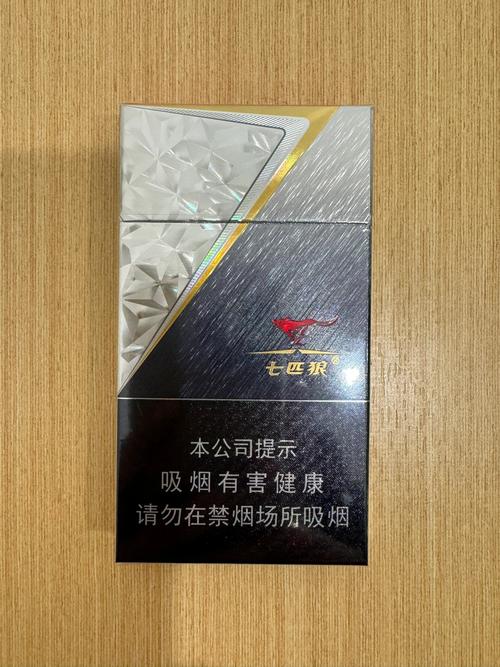 七匹狼
本公司提示
吸烟有害健康
请勿在禁烟场所吸烟